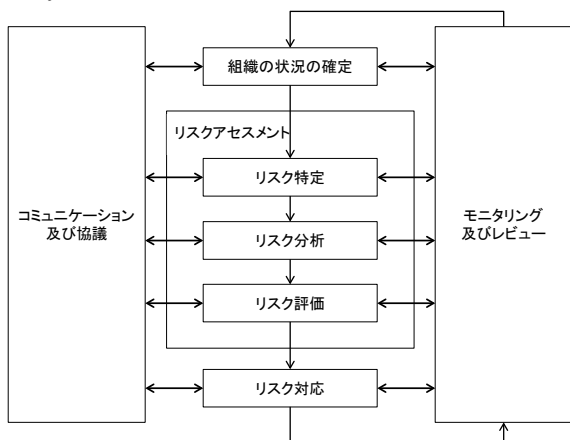 組織の状況の確定
リスクアセスメント
リスク特定
コミュニケーション
及び協議
モニタリング
及びレビュー
リスク分析
リスク評価
リスク対応